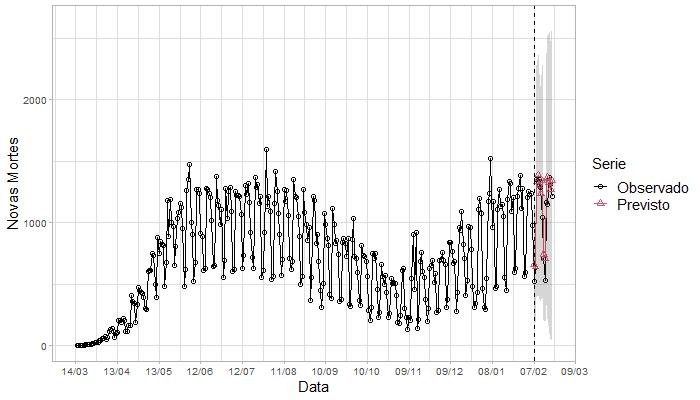 Novas Mortes
2000
1000
0
14/03 13/04 13/05 12/06 12/07 11/08 10/09 10/10 09/11 09/12 08/01 07/02 09/03
Data
Serie
Observado
Previsto